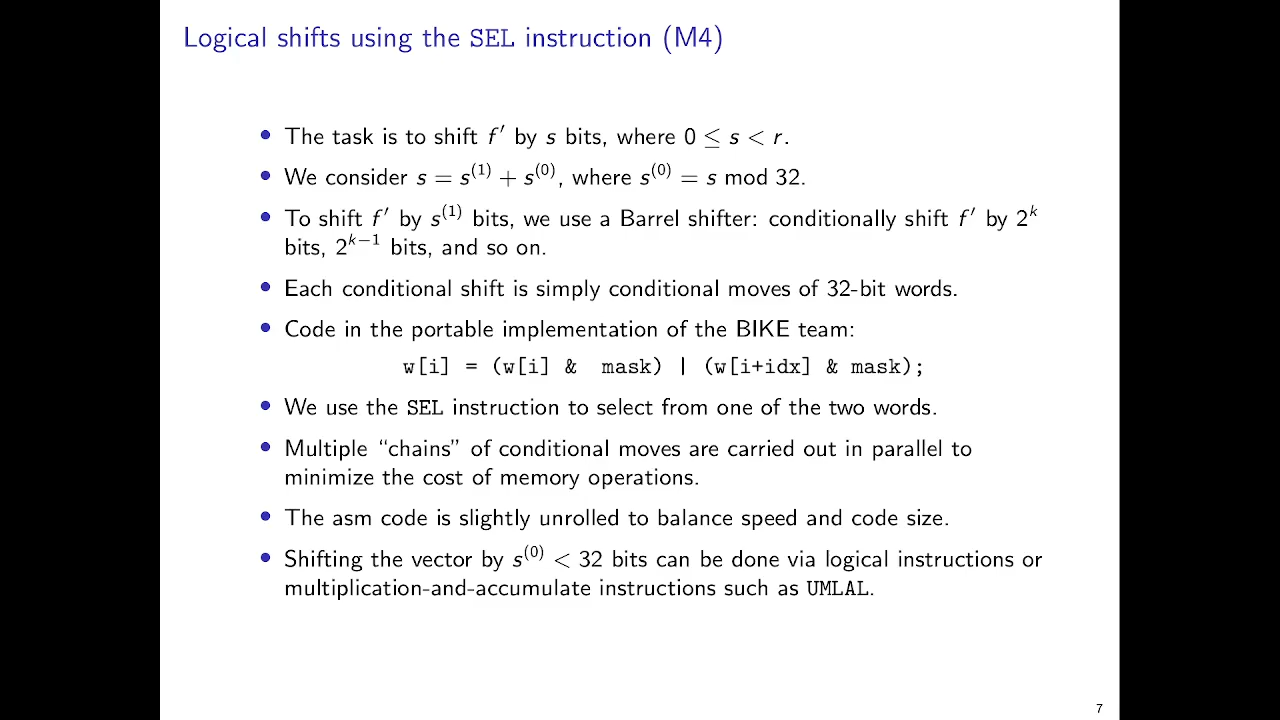 Logical shifts using the SEL instruction (M4)
• The task is to shift f′ by s bits, where 0 ≤ s < r.
• We consider s = s⁽¹⁾ + s⁽⁰⁾, where s⁽⁰⁾ = s mod 32.
• To shift f′ by s⁽¹⁾ bits, we use a Barrel shifter: conditionally shift f′ by 2ᵏ
bits, 2ᵏ⁻¹ bits, and so on.
• Each conditional shift is simply conditional moves of 32-bit words.
• Code in the portable implementation of the BIKE team:
w[i] = (w[i] &  mask) | (w[i+idx] & mask);
• We use the SEL instruction to select from one of the two words.
• Multiple “chains” of conditional moves are carried out in parallel to
minimize the cost of memory operations.
• The asm code is slightly unrolled to balance speed and code size.
• Shifting the vector by s⁽⁰⁾ < 32 bits can be done via logical instructions or
multiplication-and-accumulate instructions such as UMLAL.
7